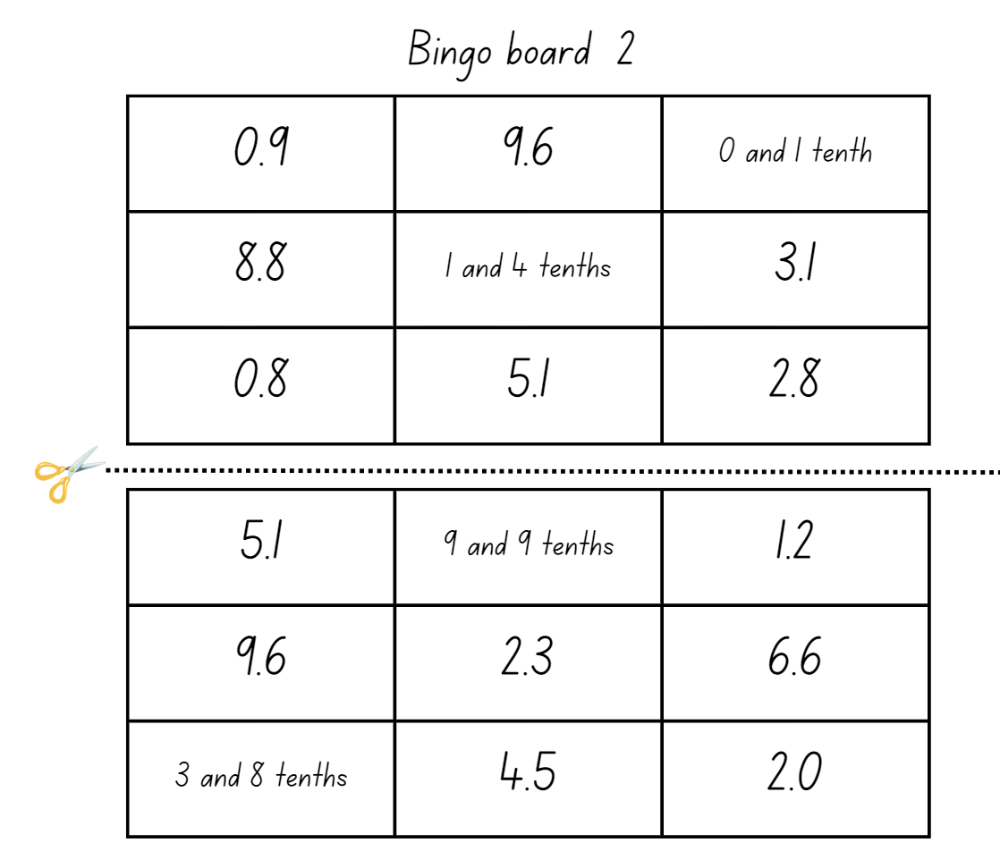 Bingo board 2
0.9 9.6 0 and 1 tenth
8.8 1 and 4 tenths 3.1
0.8 5.1 2.8
5.1 9 and 9 tenths 1.2
9.6 2.3 6.6
3 and 8 tenths 4.5 2.0